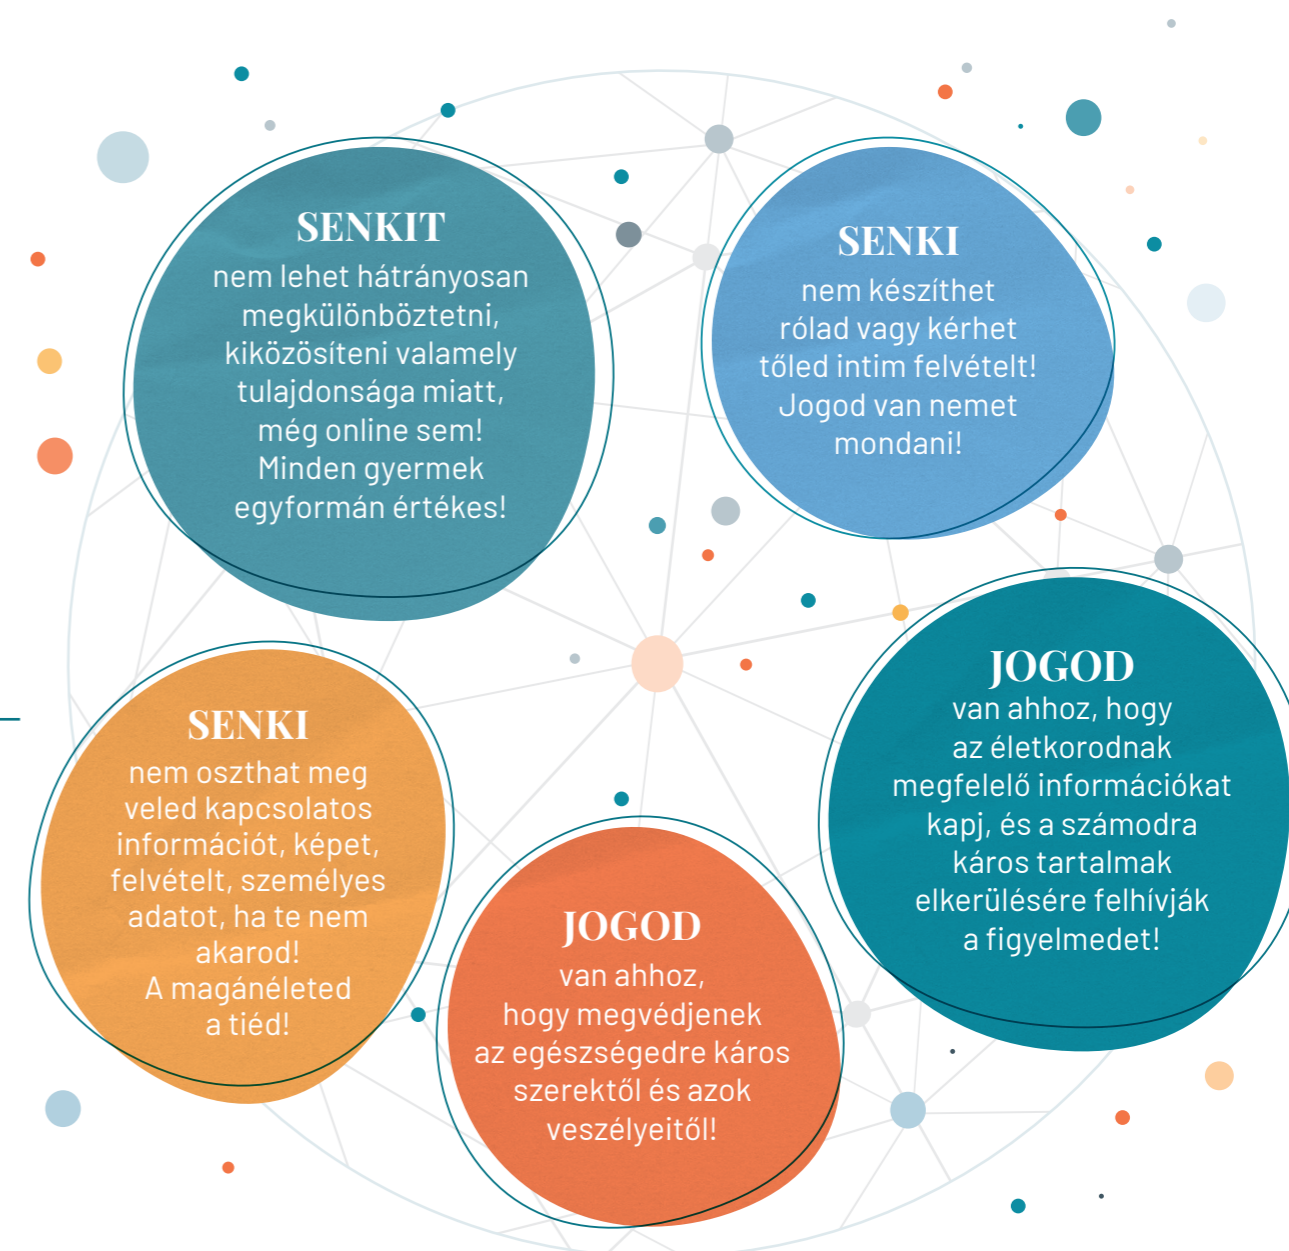 SENKIT
nem lehet hátrányosan
megkülönböztetni,
kiközösíteni valamely
tulajdonsága miatt,
még online sem!
Minden gyermek
egyformán értékes!
SENKI
nem készíthet
rólad vagy kérhet
tőled intim felvételt!
Jogod van nemet
mondani!
SENKI
nem oszthat meg
veled kapcsolatos
információt, képet,
felvételt, személyes
adatot, ha te nem
akarod!
A magánéleted
a tiéd!
JOGOD
van ahhoz,
hogy megvédjenek
az egészségedre káros
szerektől és azok
veszélyeitől!
JOGOD
van ahhoz, hogy
az életkorodnak
megfelelő információkat
kapj, és a számodra
káros tartalmak
elkerülésére felhívják
a figyelmedet!